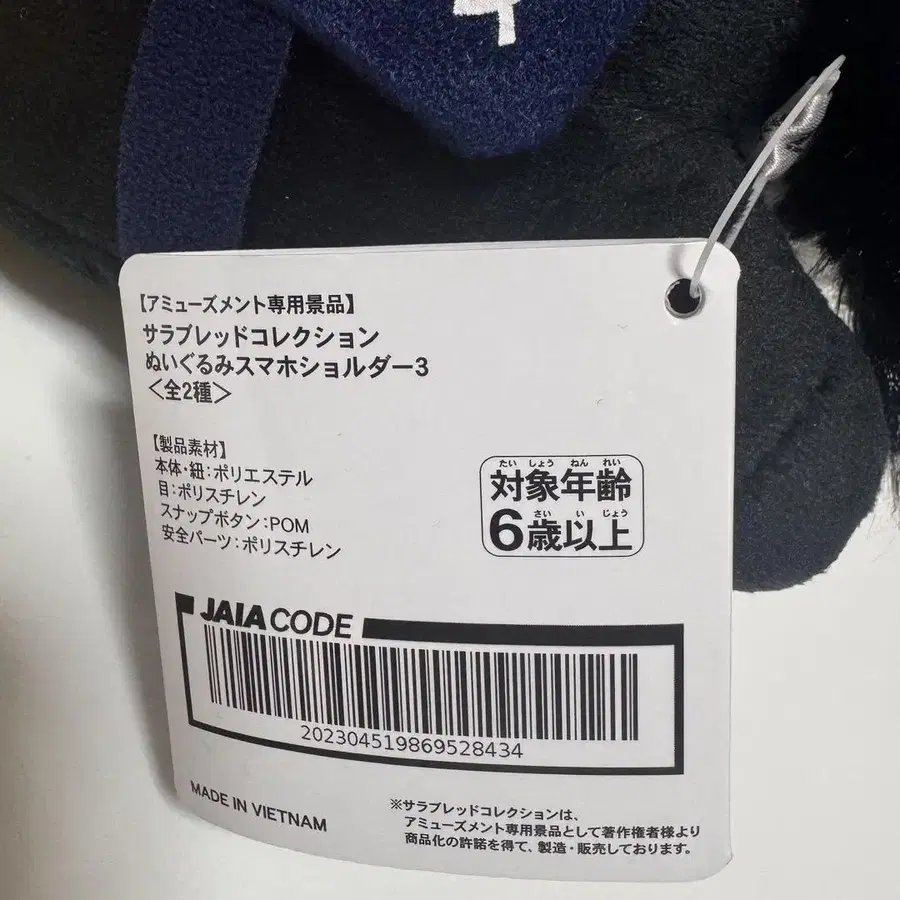 【アミューズメント専用景品】
サラブレッドコレクション
ぬいぐるみスマホショルダー3
<全2種>
【製品素材】
本体・紐:ポリエステル
目:ポリスチレン
スナップボタン:POM
安全パーツ:ポリスチレン
たい しょう ねん れい
対象年齢
さい い じょう
6歳以上
JAIA CODE
202304519869528434
MADE IN VIETNAM
※サラブレッドコレクションは、
アミューズメント専用景品として著作権者様より
商品化の許諾を得て、製造・販売しております。